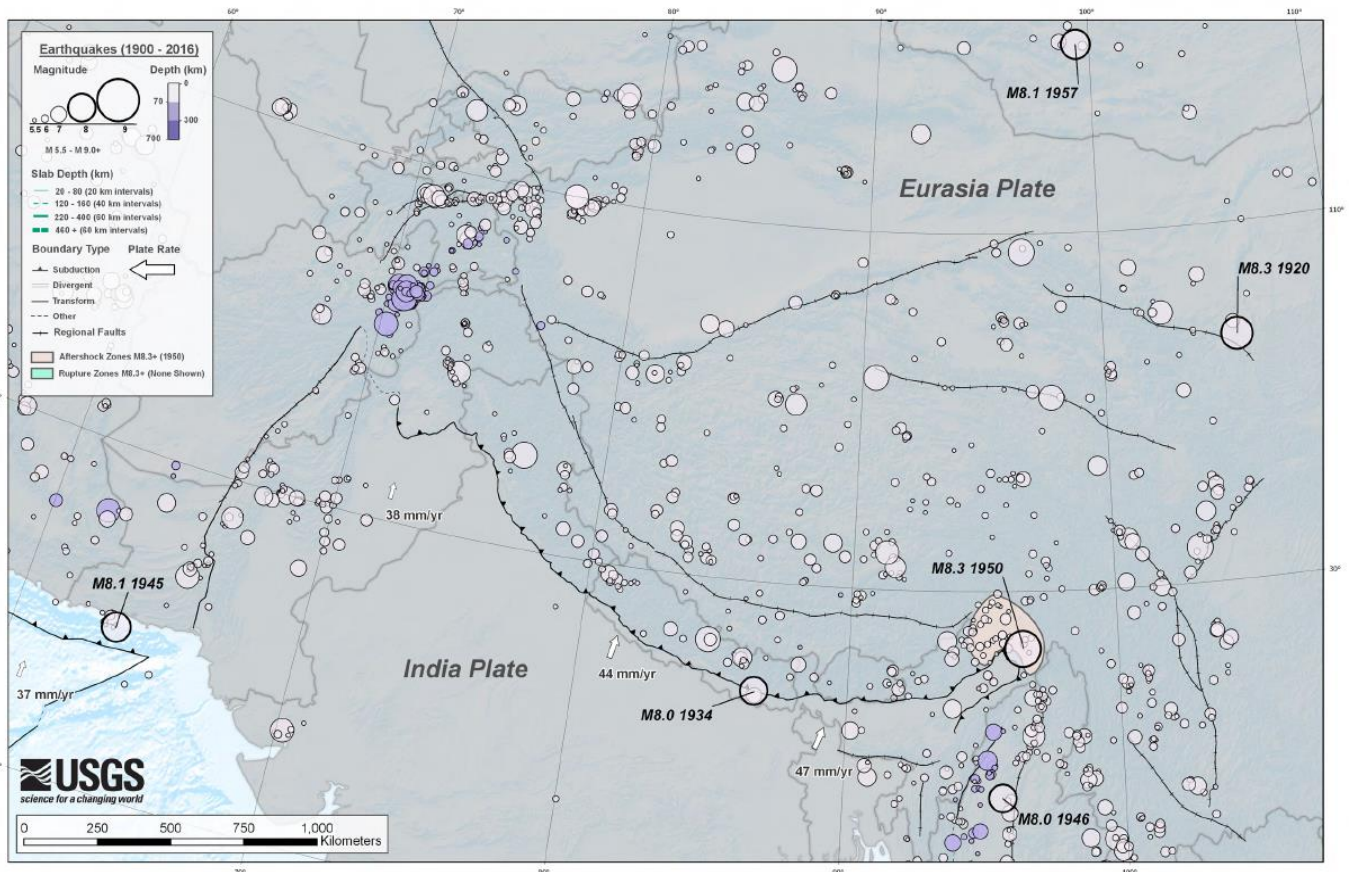 60°
70°
80°
90°
100°
110°
Earthquakes (1900 - 2016)
Magnitude
Depth (km)
0
70
300
700
5.5 6 7 8 9
M 5.5 - M 9.0+
Slab Depth (km)
20 - 80 (20 km intervals)
120 - 160 (40 km intervals)
220 - 400 (60 km intervals)
460 + (60 km intervals)
Boundary Type
Plate Rate
Subduction
Divergent
Transform
Other
Regional Faults
Aftershock Zones M8.3+ (1950)
Rupture Zones M8.3+ (None Shown)
M8.1 1957
Eurasia Plate
110°
M8.3 1920
38 mm/yr
M8.1 1945
M8.3 1950
30°
India Plate
44 mm/yr
37 mm/yr
M8.0 1934
47 mm/yr
USGS
science for a changing world
M8.0 1946
0 250 500 750 1,000
Kilometers
80°